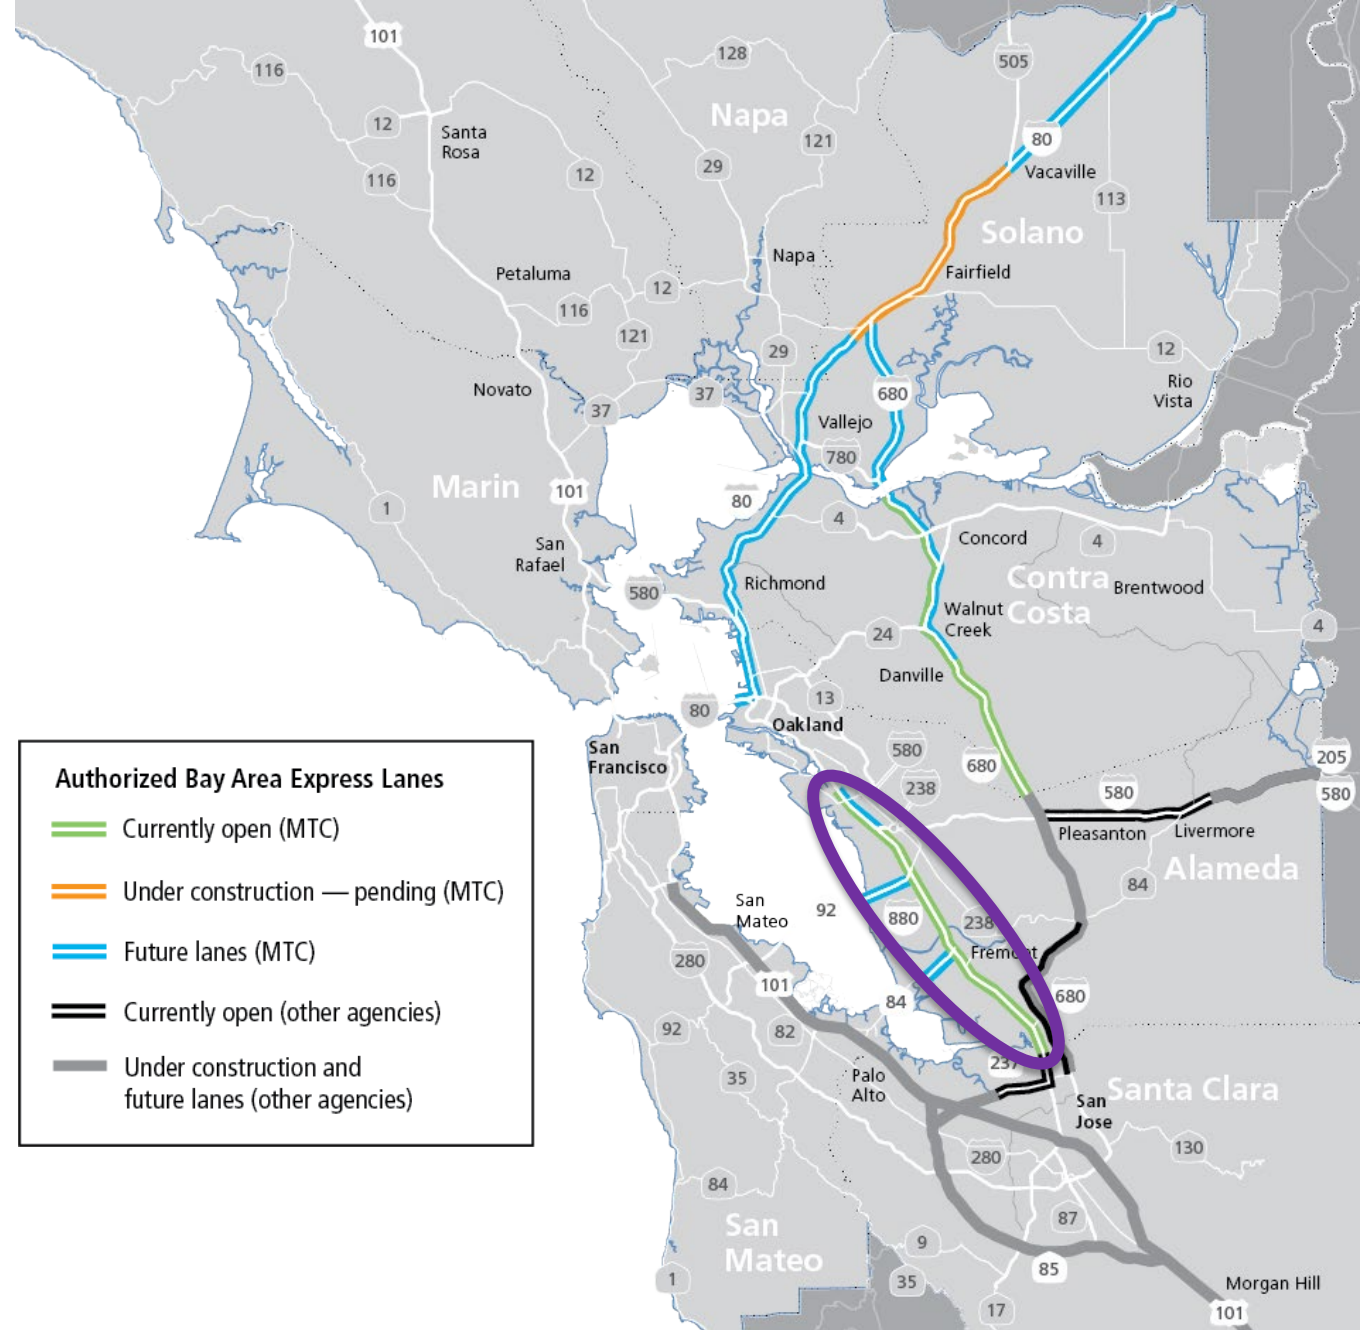 101
128
505
116
Napa
12
Santa
Rosa
121
80
29
Vacaville
116
12
113
Solano
Napa
Petaluma
Fairfield
12
116
121
29
12
Novato
37
37
680
Rio
Vista
Vallejo
780
Marin
101
80
1
4
San
Rafael
Concord
4
Contra
Costa
Richmond
Brentwood
580
Walnut
Creek
24
4
Danville
13
80
Oakland
580
San
Francisco
680
205
238
580
580
Pleasanton
Livermore
Alameda
84
San
Mateo
92
880
238
Fremont
280
101
84
680
92
82
237
35
Palo
Alto
Santa Clara
San
Jose
280
130
84
San
Mateo
87
9
85
1
35
17
Morgan Hill
101
Authorized Bay Area Express Lanes
Currently open (MTC)
Under construction — pending (MTC)
Future lanes (MTC)
Currently open (other agencies)
Under construction and
future lanes (other agencies)